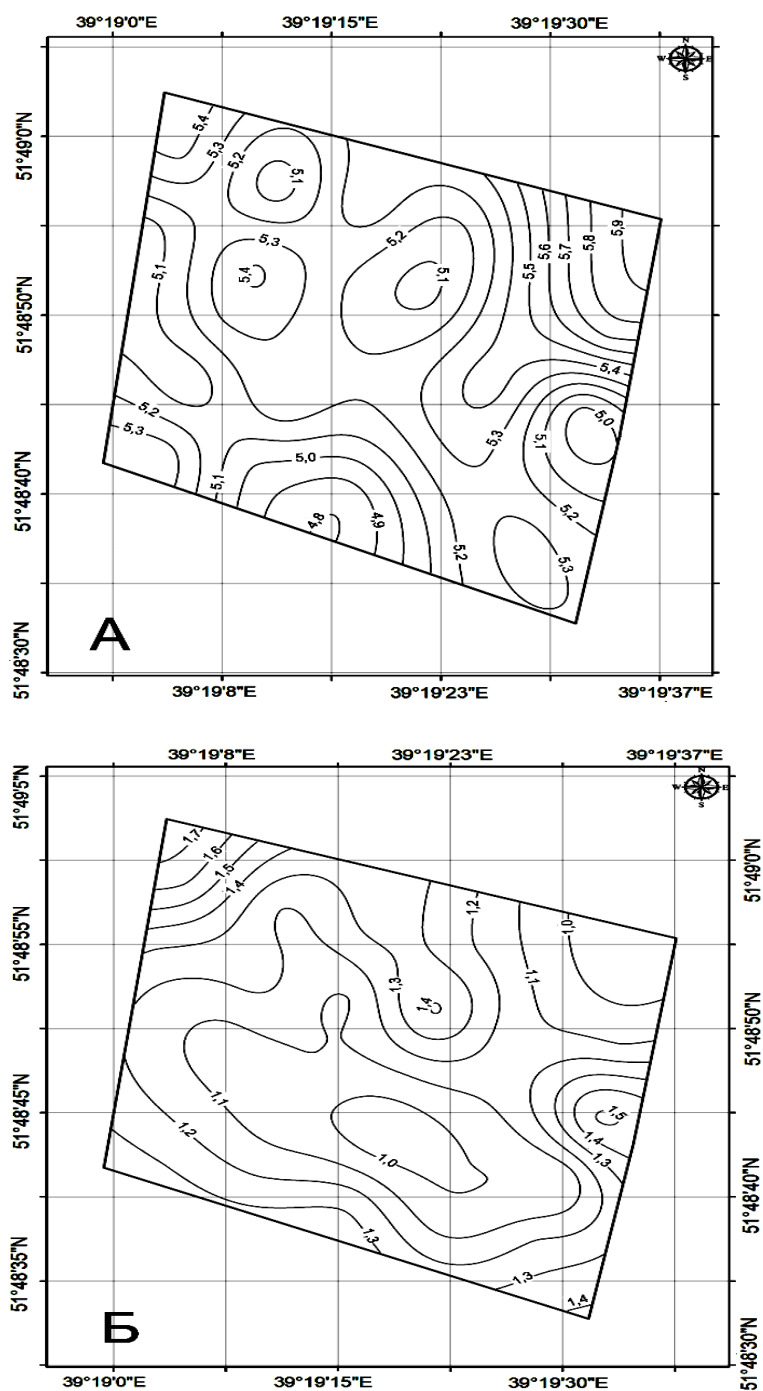 39°19'0"E 39°19'15"E 39°19'30"E
N
W E
S
51°49'0"N
51°48'50"N
51°48'40"N
51°48'30"N
5,4
5,3
5,2
5,1
5,3
5,4
5,1
5,2
5,1
5,5
5,6
5,7
5,8
5,9
5,4
5,3
5,0
5,1
5,2
5,3
5,2
5,3
5,1
5,0
4,8
4,9
5,2
А
39°19'8"E 39°19'23"E 39°19'37"E
39°19'8"E 39°19'23"E 39°19'37"E
N
W E
S
51°49'5"N
51°48'55"N
51°48'45"N
51°48'35"N
51°49'0"N
51°48'50"N
51°48'40"N
51°48'30"N
1,7
1,6
1,5
1,4
1,2
1,0
1,1
1,3
1,4
1,1
1,2
1,0
1,5
1,4
1,3
1,3
1,3
1,4
Б
39°19'0"E 39°19'15"E 39°19'30"E